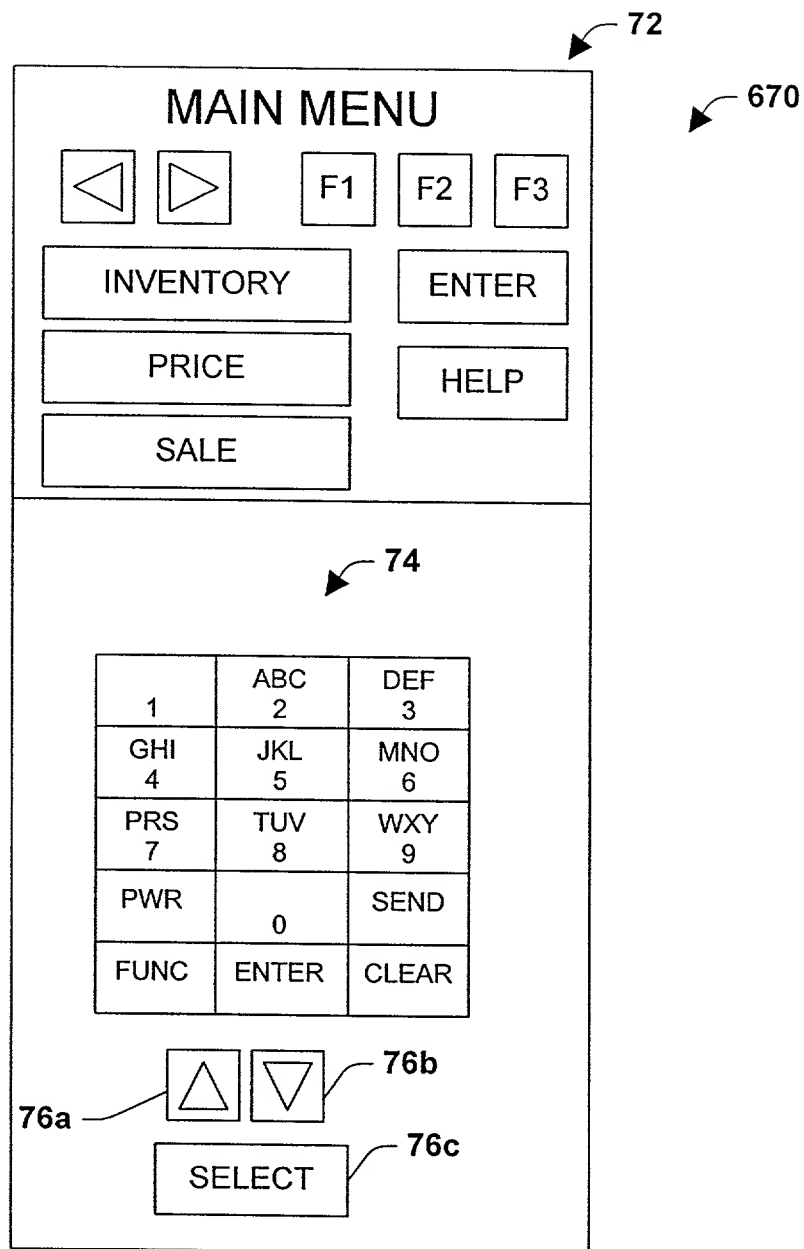 72
670
MAIN MENU
F1 F2 F3
INVENTORY ENTER
PRICE HELP
SALE
74
ABC DEF
1 2 3
GHI JKL MNO
4 5 6
PRS TUV WXY
7 8 9
PWR SEND
0
FUNC ENTER CLEAR
76b
76a
76c
SELECT